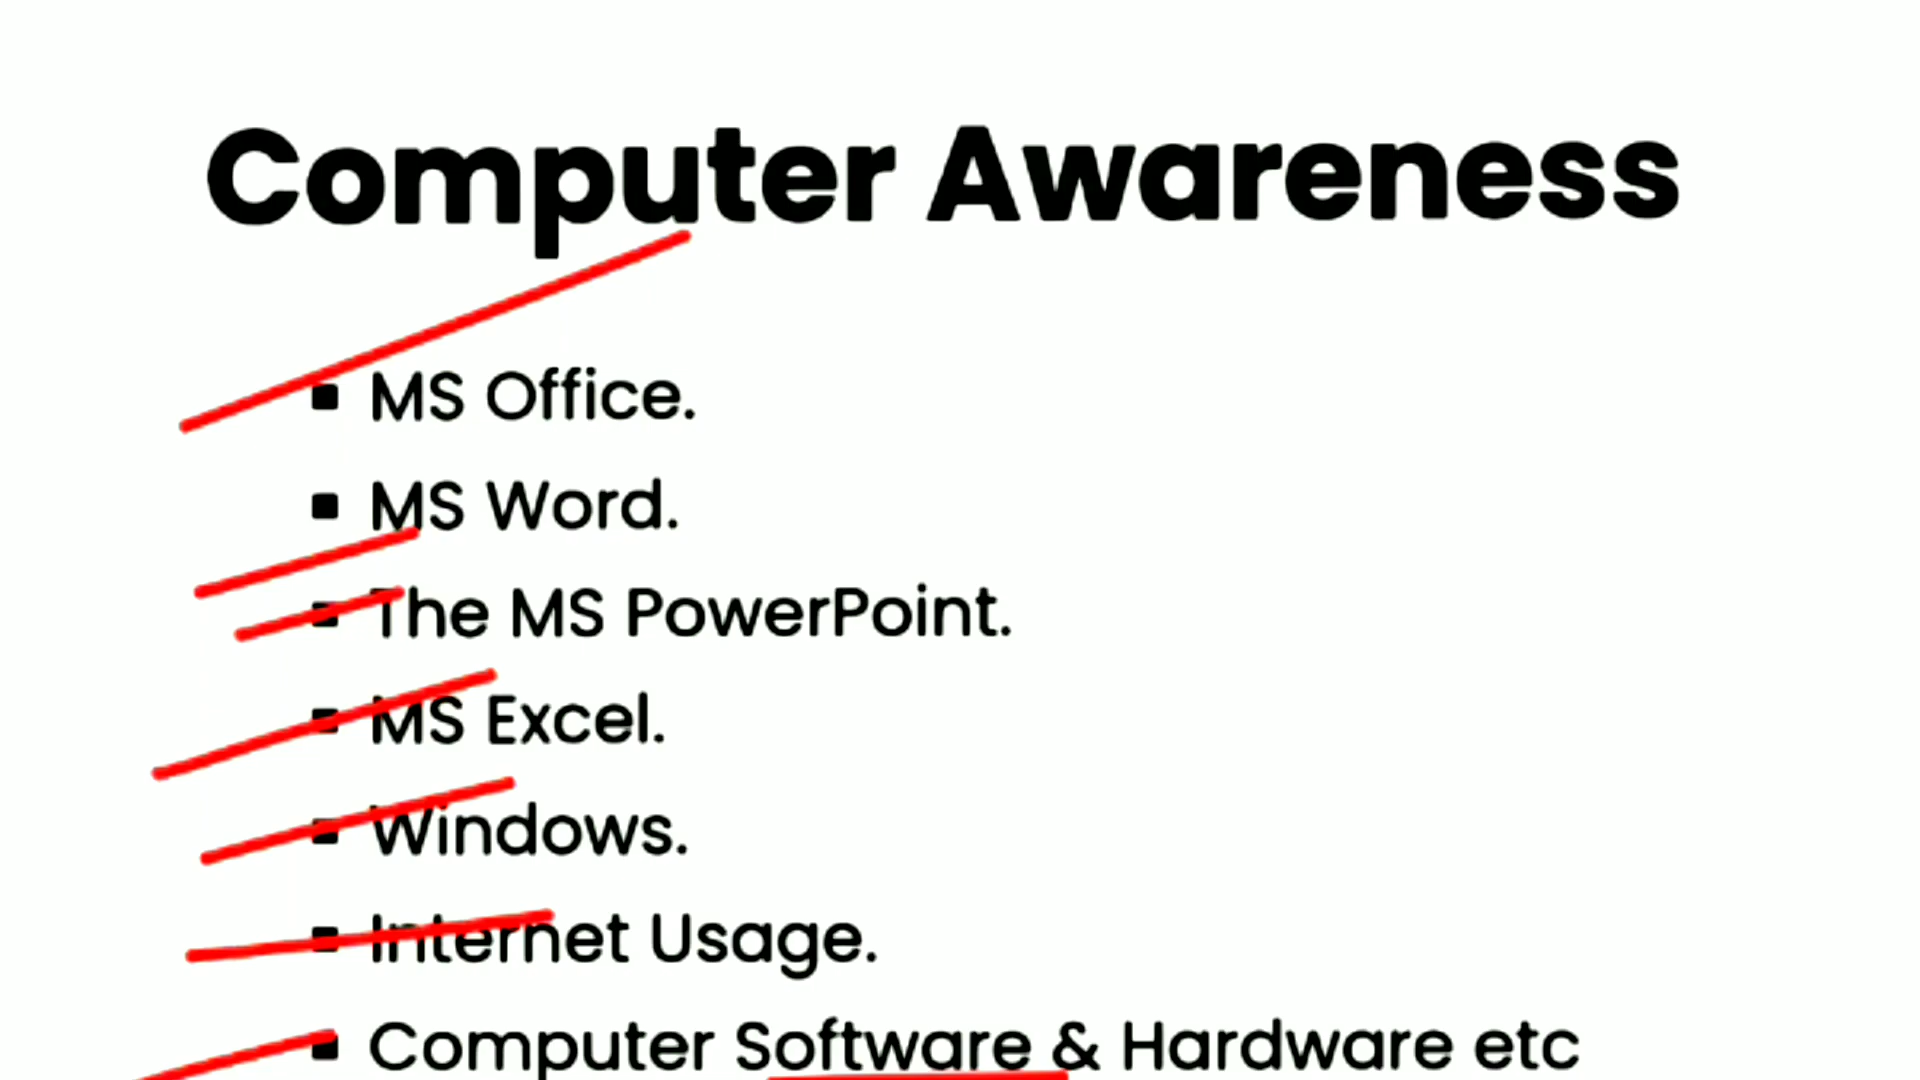 Computer Awareness
▪ MS Office.
▪ MS Word.
▪ The MS PowerPoint.
▪ MS Excel.
▪ Windows.
▪ Internet Usage.
▪ Computer Software & Hardware etc